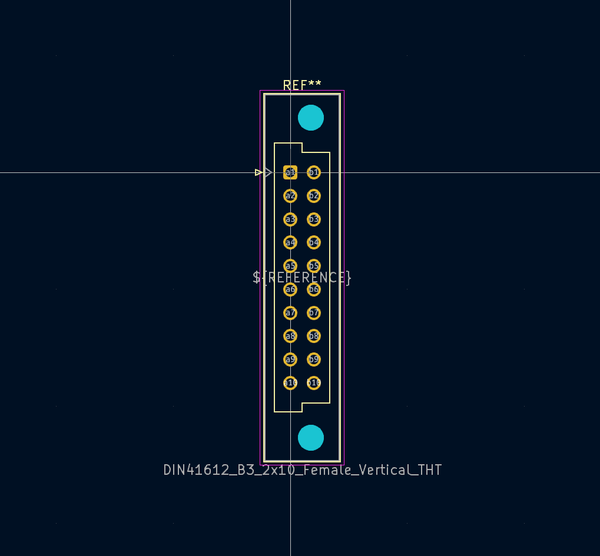 REF**
a1 b1
a2 b2
a3 b3
a4 b4
a5 b5
${REFERENCE}
a6 b6
a7 b7
a8 b8
a9 b9
a10 b10
DIN41612_B3_2x10_Female_Vertical_THT